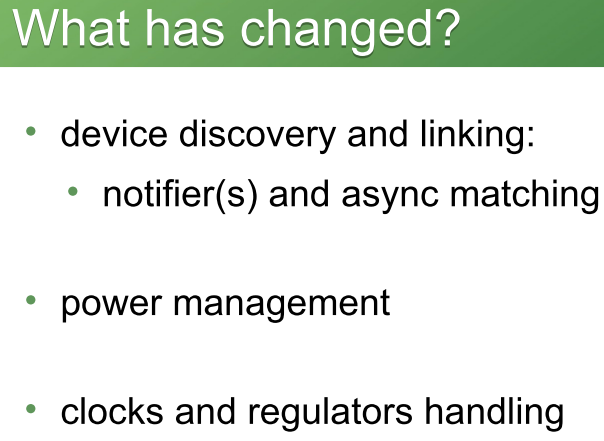 What has changed?
• device discovery and linking:
• notifier(s) and async matching
• power management
• clocks and regulators handling